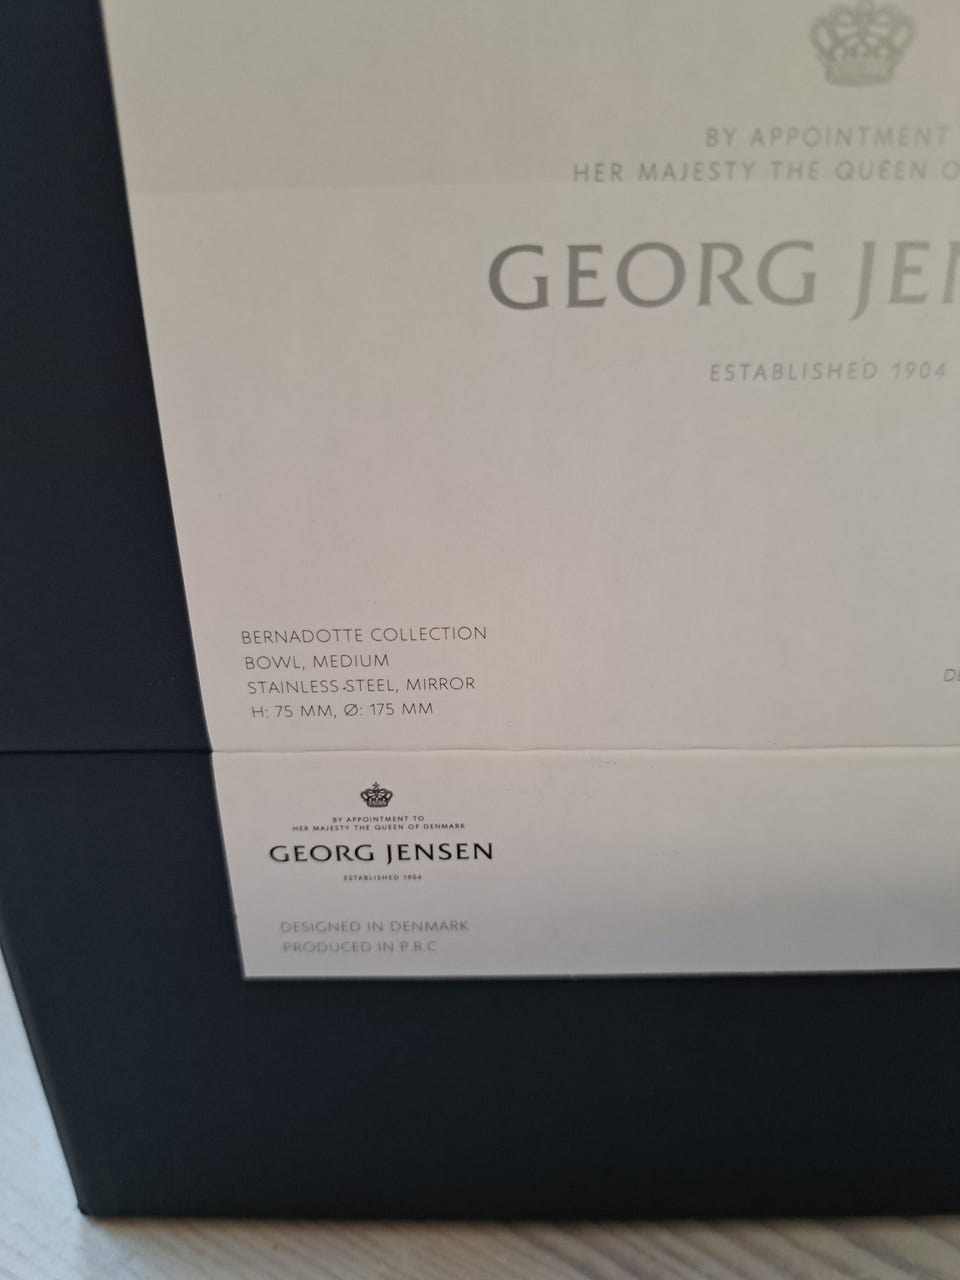 BY APPOINTMENT
HER MAJESTY THE QUEEN
GEORG JEN
ESTABLISHED 1904
BERNADOTTE COLLECTION
BOWL, MEDIUM
STAINLESS STEEL, MIRROR
H: 75 MM, Ø: 175 MM
BY APPOINTMENT TO
HER MAJESTY THE QUEEN OF DENMARK
GEORG JENSEN
ESTABLISHED 1904
DESIGNED IN DENMARK
PRODUCED IN P.R.C